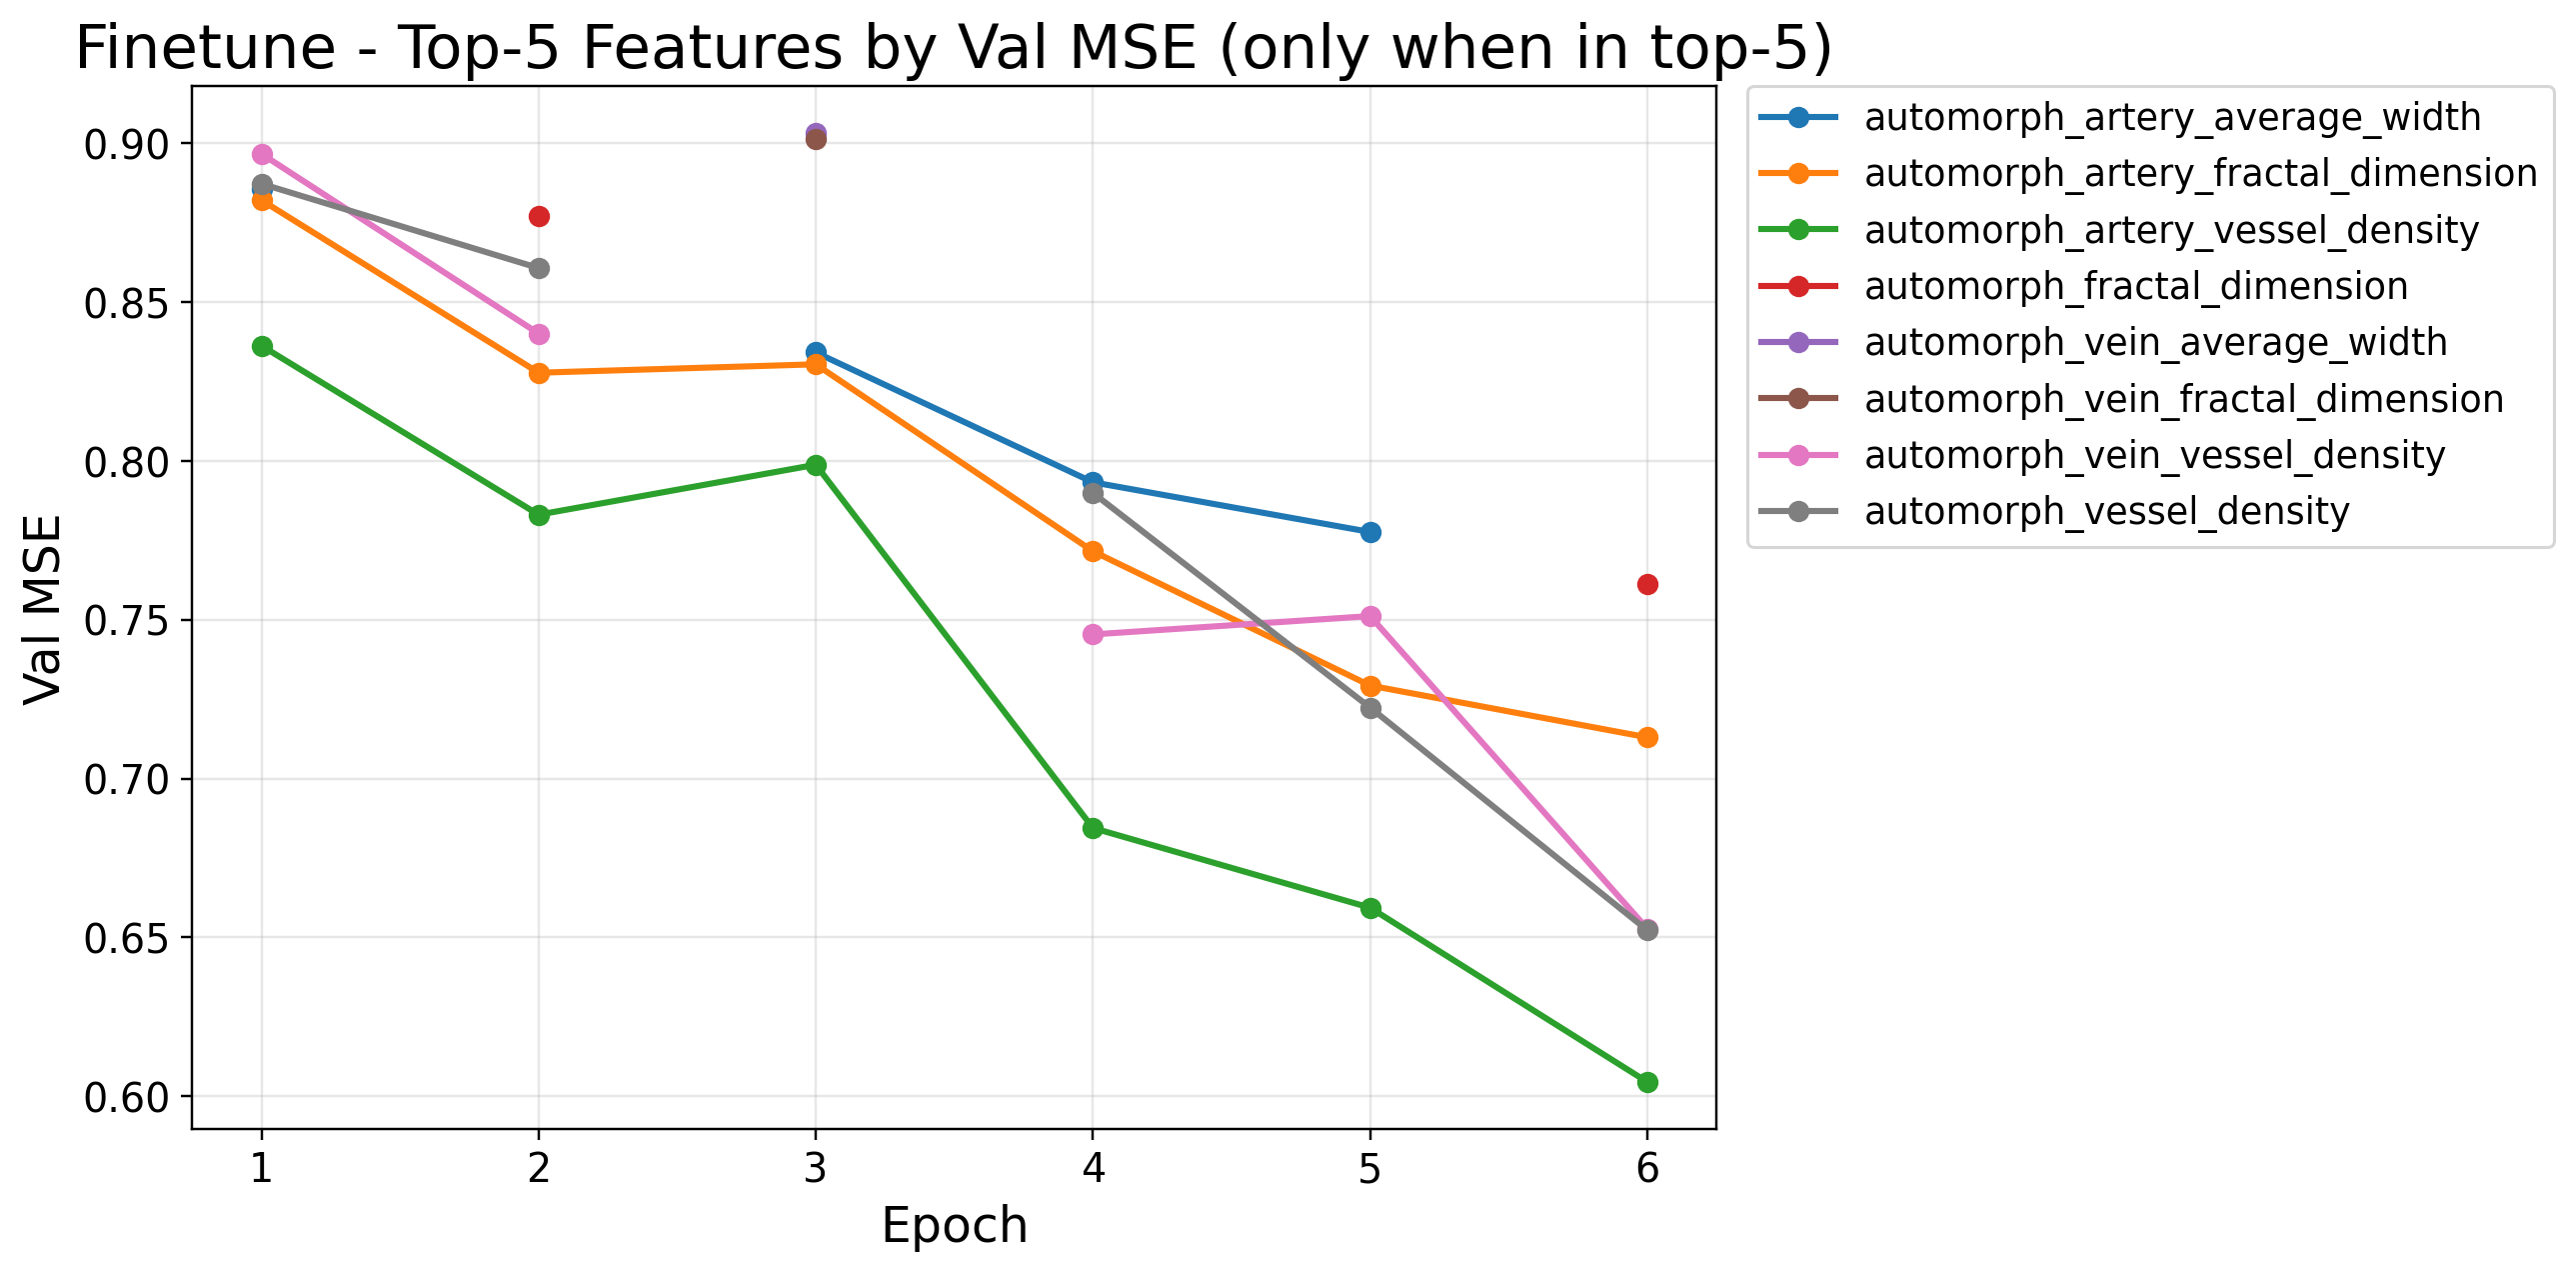 Finetune - Top-5 Features by Val MSE (only when in top-5)
0.90
0.85
0.80
0.75
0.70
0.65
0.60
Val MSE
1 2 3 4 5 6
Epoch
automorph_artery_average_width
automorph_artery_fractal_dimension
automorph_artery_vessel_density
automorph_fractal_dimension
automorph_vein_average_width
automorph_vein_fractal_dimension
automorph_vein_vessel_density
automorph_vessel_density